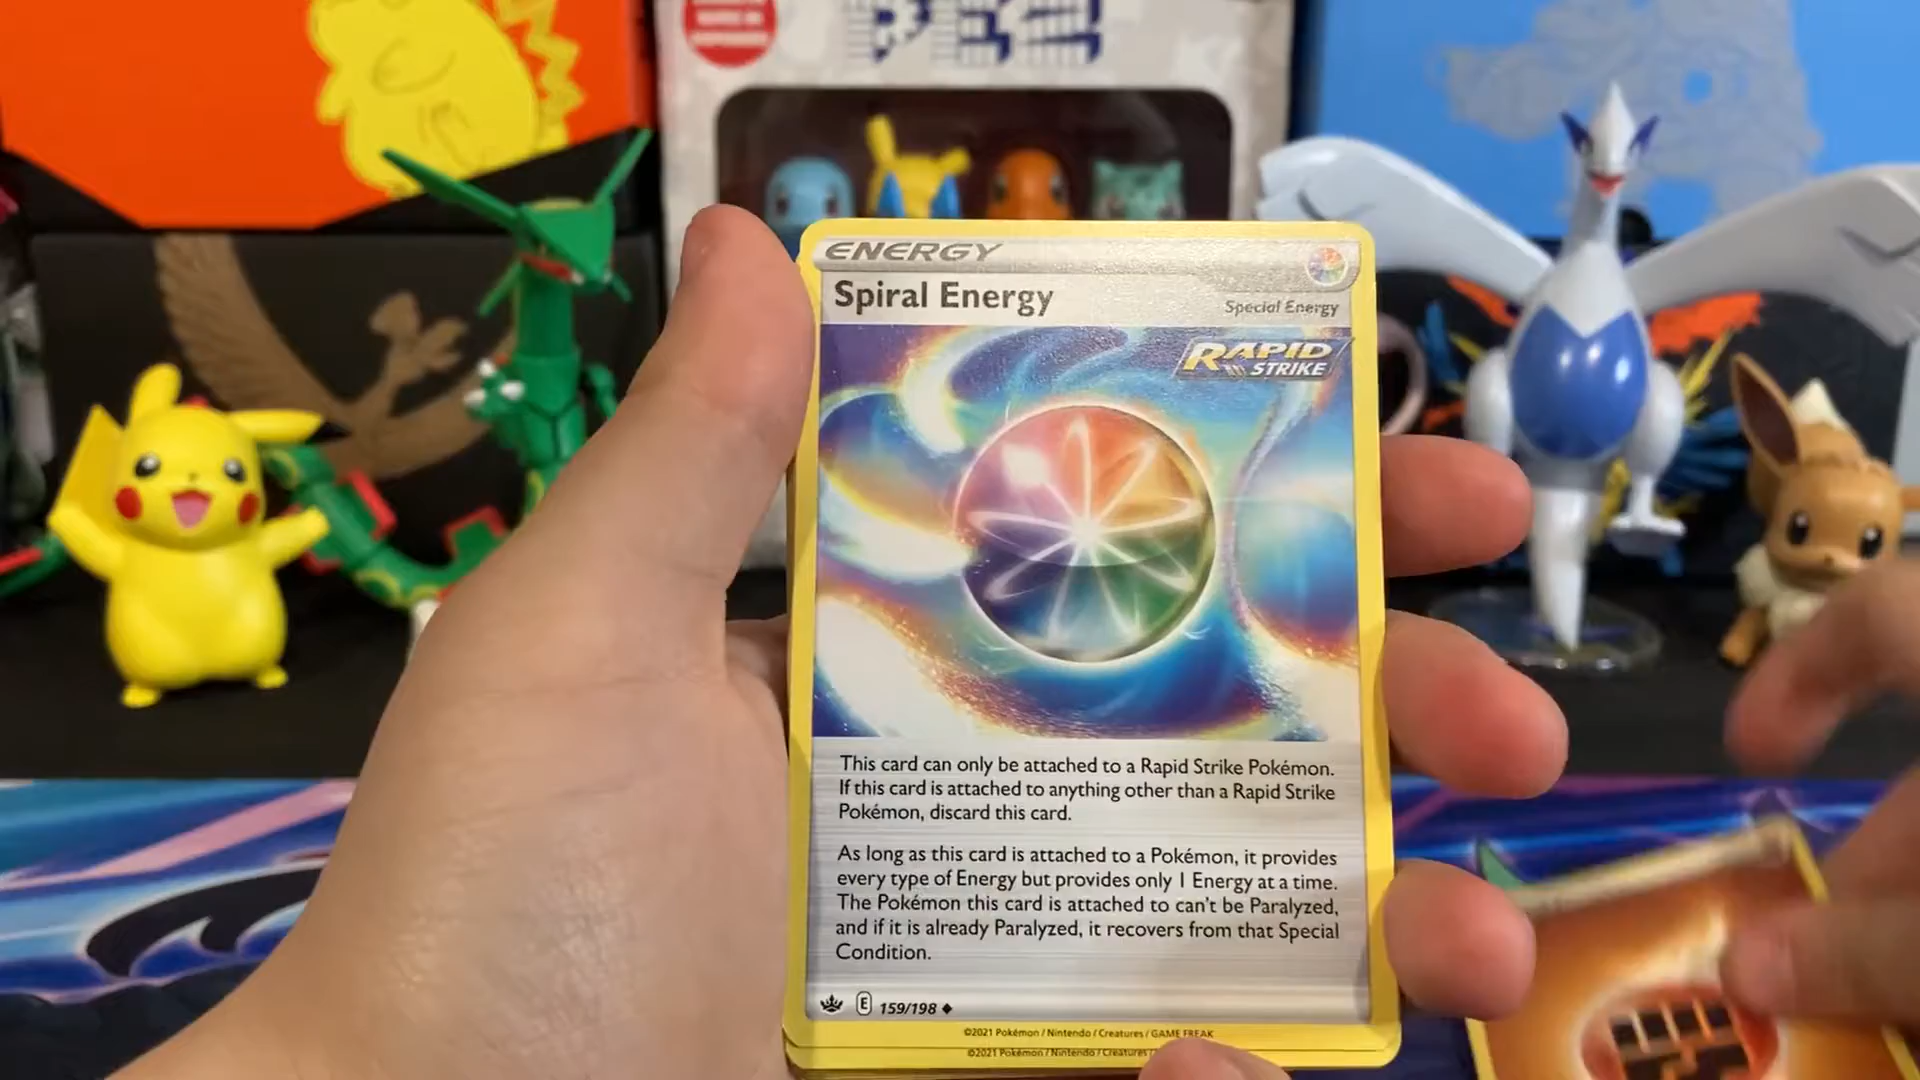 ENERGY
Spiral Energy
Special Energy
RAPID
STRIKE
This card can only be attached to a Rapid Strike Pokémon.
If this card is attached to anything other than a Rapid Strike
Pokémon, discard this card.
As long as this card is attached to a Pokémon, it provides
every type of Energy but provides only 1 Energy at a time.
The Pokémon this card is attached to can't be Paralyzed,
and if it is already Paralyzed, it recovers from that Special
Condition.
E 159/198
©2021 Pokémon / Nintendo / Creatures / GAME FREAK
©2021 Pokémon / Nintendo / Creatures /